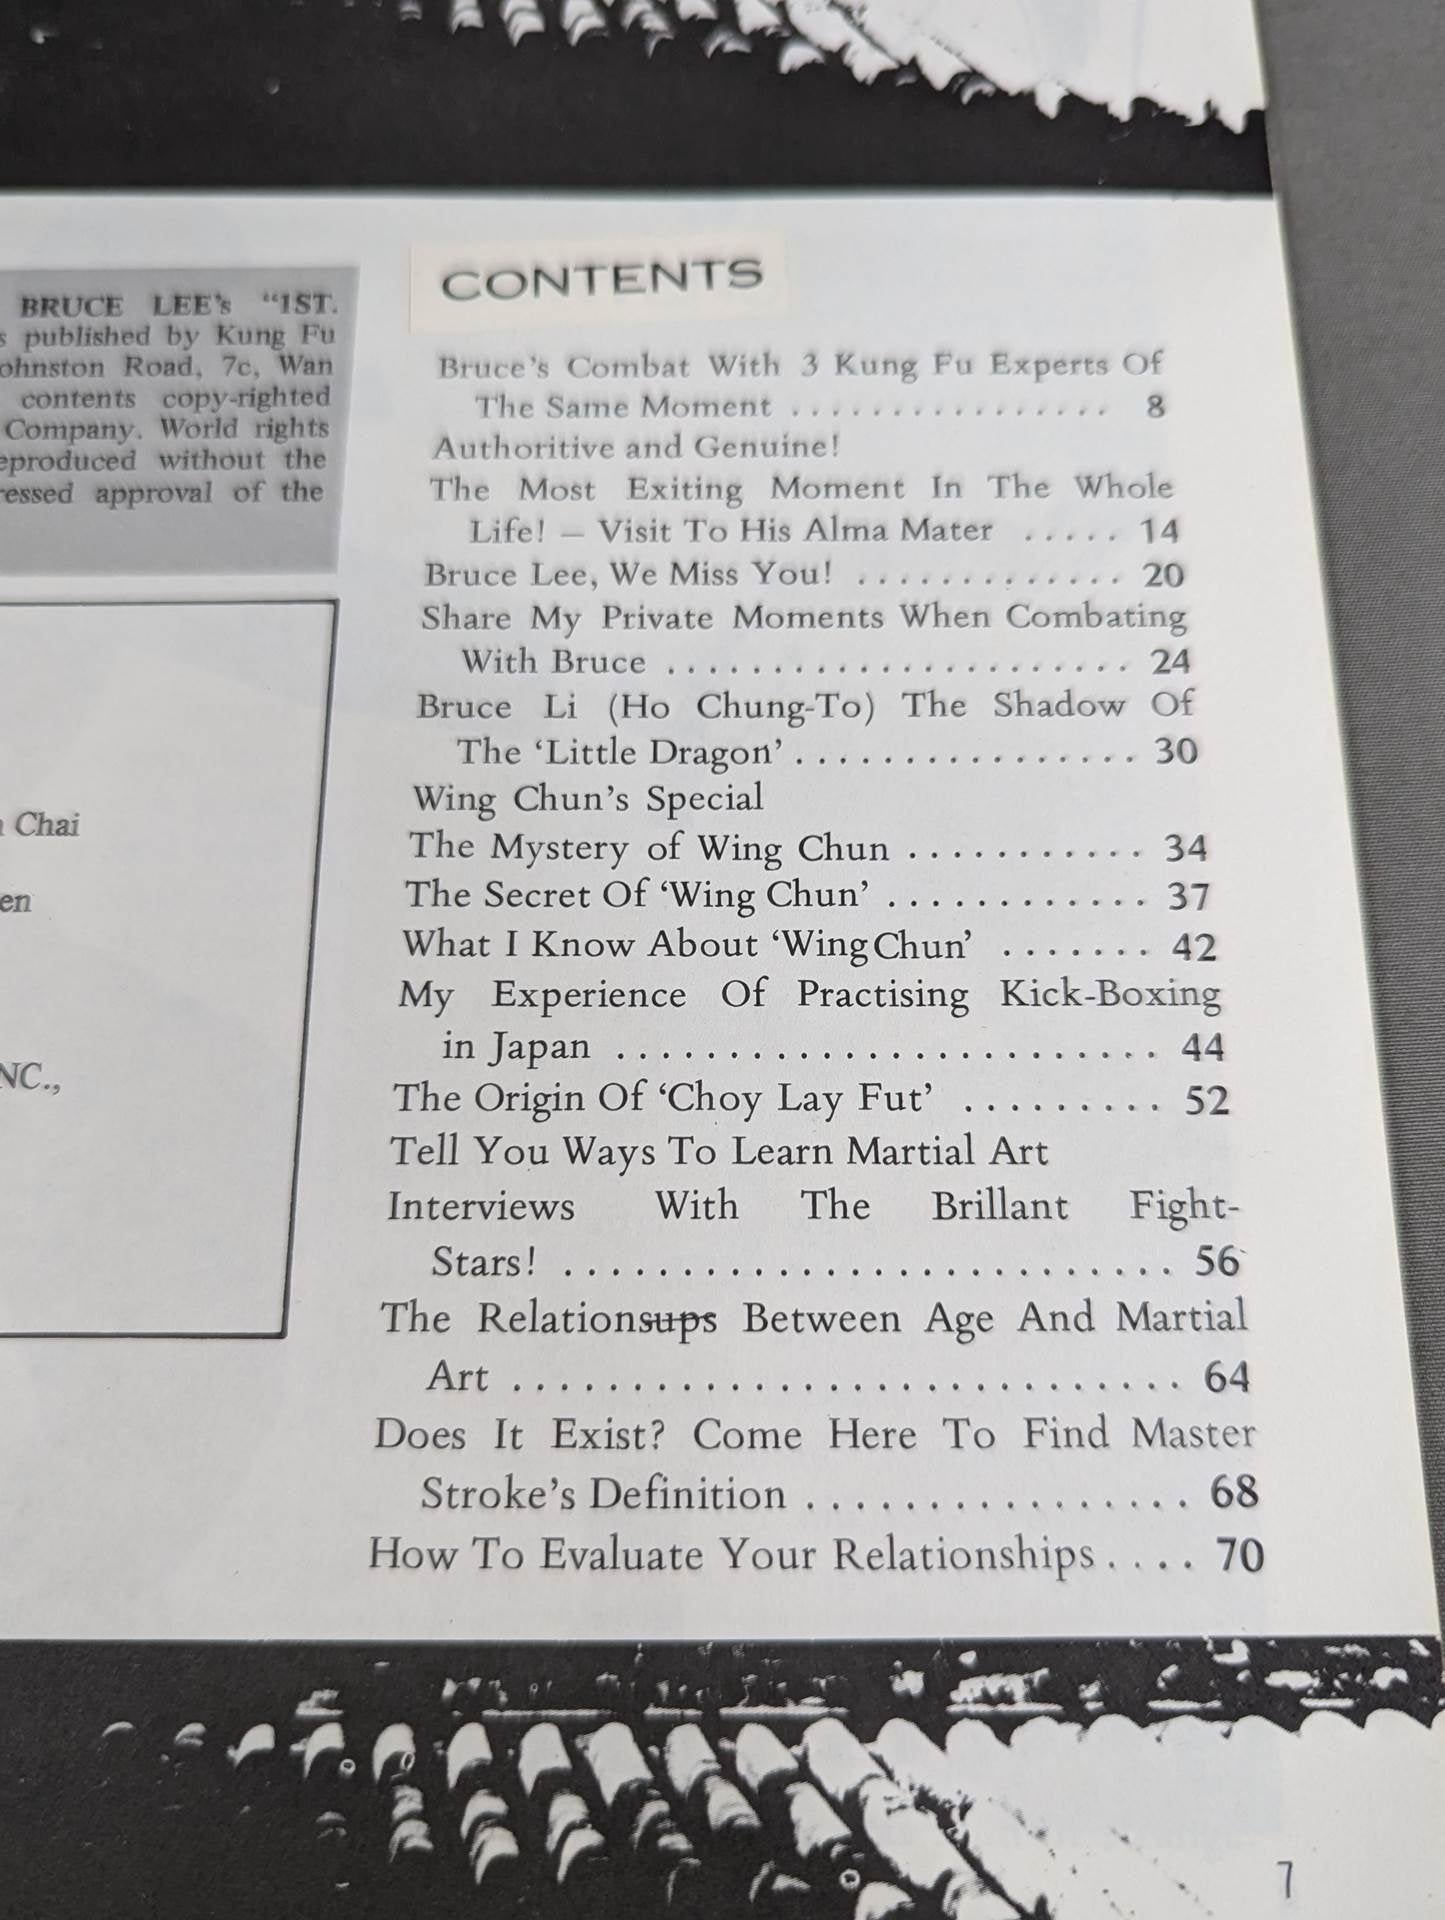 BRUCE LEE's "1ST.
published by Kung Fu
Road, 7c, Wan
contents copy-righted
Company. World rights
without the
approval of the
Chai
CONTENTS
Bruce's Combat With 3 Kung Fu Experts Of
The Same Moment ................ 8
Authoritive and Genuine!
The Most Exiting Moment In The Whole
Life! – Visit To His Alma Mater ..... 14
Bruce Lee, We Miss You! ............. 20
Share My Private Moments When Combating
With Bruce ...................... 24
Bruce Li (Ho Chung-To) The Shadow Of
The 'Little Dragon' ................ 30
Wing Chun's Special
The Mystery of Wing Chun ........... 34
The Secret Of 'Wing Chun' ............ 37
What I Know About 'Wing Chun' ....... 42
My Experience Of Practising Kick-Boxing
in Japan ........................ 44
The Origin Of 'Choy Lay Fut' ......... 52
Tell You Ways To Learn Martial Art
Interviews With The Brillant Fight-
Stars! .......................... 56
The Relationsups Between Age And Martial
Art ............................ 64
Does It Exist? Come Here To Find Master
Stroke's Definition ................ 68
How To Evaluate Your Relationships .... 70
7